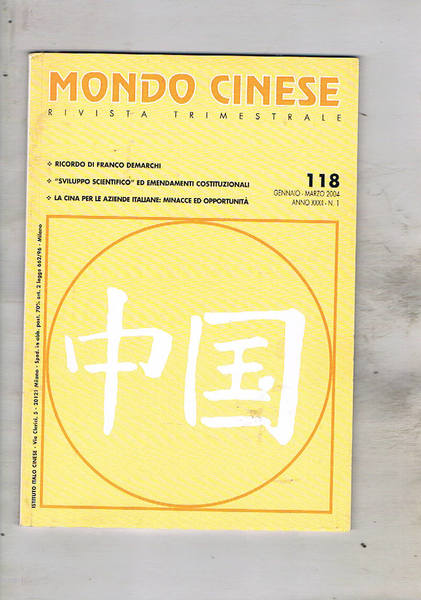 MONDO CINESE
RIVISTA TRIMESTRALE
❖ RICORDO DI FRANCO DEMARCHI
❖ "SVILUPPO SCIENTIFICO" ED EMENDAMENTI COSTITUZIONALI
❖ LA CINA PER LE AZIENDE ITALIANE: MINACCE ED OPPORTUNITÀ
118
GENNAIO - MARZO 2004
ANNO XXXII - N. 1
中国
ISTITUTO ITALO CINESE - Via Clerici, 5 - 20121 Milano - Sped. in abb. post. 70% art. 2 legge 662/96 - Milano